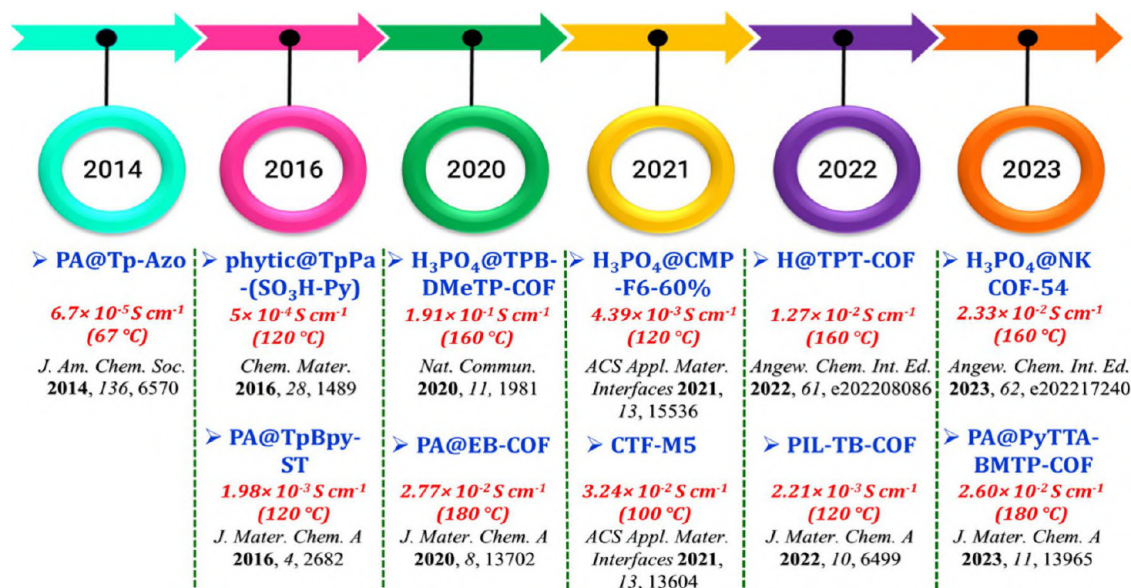 2014
2016
2020
2021
2022
2023
➢ PA@Tp-Azo
6.7× 10⁻⁵ S cm⁻¹
(67 °C)
J. Am. Chem. Soc.
2014, 136, 6570
➢ phytic@TpPa
-(SO₃H-Py)
5× 10⁻⁴ S cm⁻¹
(120 °C)
Chem. Mater.
2016, 28, 1489
➢ PA@TpBpy-
ST
1.98× 10⁻³ S cm⁻¹
(120 °C)
J. Mater. Chem. A
2016, 4, 2682
➢ H₃PO₄@TPB-
DMeTP-COF
1.91× 10⁻¹ S cm⁻¹
(160 °C)
Nat. Commun.
2020, 11, 1981
➢ PA@EB-COF
2.77× 10⁻² S cm⁻¹
(180 °C)
J. Mater. Chem. A
2020, 8, 13702
➢ H₃PO₄@CMP
-F6-60%
4.39× 10⁻³ S cm⁻¹
(120 °C)
ACS Appl. Mater.
Interfaces 2021,
13, 15536
➢ CTF-M5
3.24× 10⁻² S cm⁻¹
(100 °C)
ACS Appl. Mater.
Interfaces 2021,
13, 13604
➢ H@TPT-COF
1.27× 10⁻² S cm⁻¹
(160 °C)
Angew. Chem. Int. Ed.
2022, 61, e202208086
➢ PIL-TB-COF
2.21× 10⁻³ S cm⁻¹
(120 °C)
J. Mater. Chem. A
2022, 10, 6499
➢ H₃PO₄@NK
COF-54
2.33× 10⁻² S cm⁻¹
(160 °C)
Angew. Chem. Int. Ed.
2023, 62, e202217240
➢ PA@PyTTA-
BMTP-COF
2.60× 10⁻² S cm⁻¹
(180 °C)
J. Mater. Chem. A
2023, 11, 13965